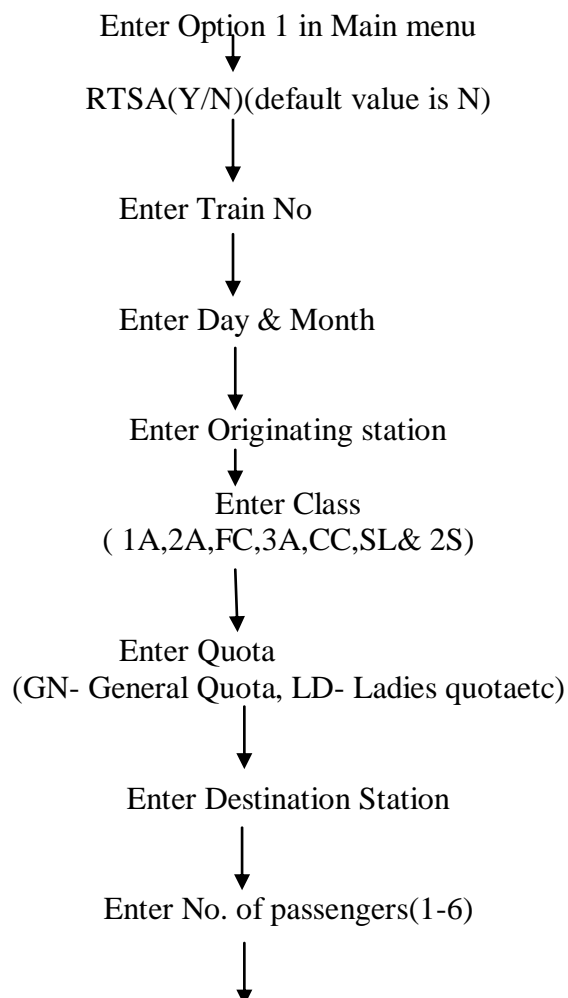 Enter Option 1 in Main menu
RTSA(Y/N)(default value is N)
Enter Train No
Enter Day & Month
Enter Originating station
Enter Class
( 1A,2A,FC,3A,CC,SL& 2S)
Enter Quota
(GN- General Quota, LD- Ladies quotaetc)
Enter Destination Station
Enter No. of passengers(1-6)